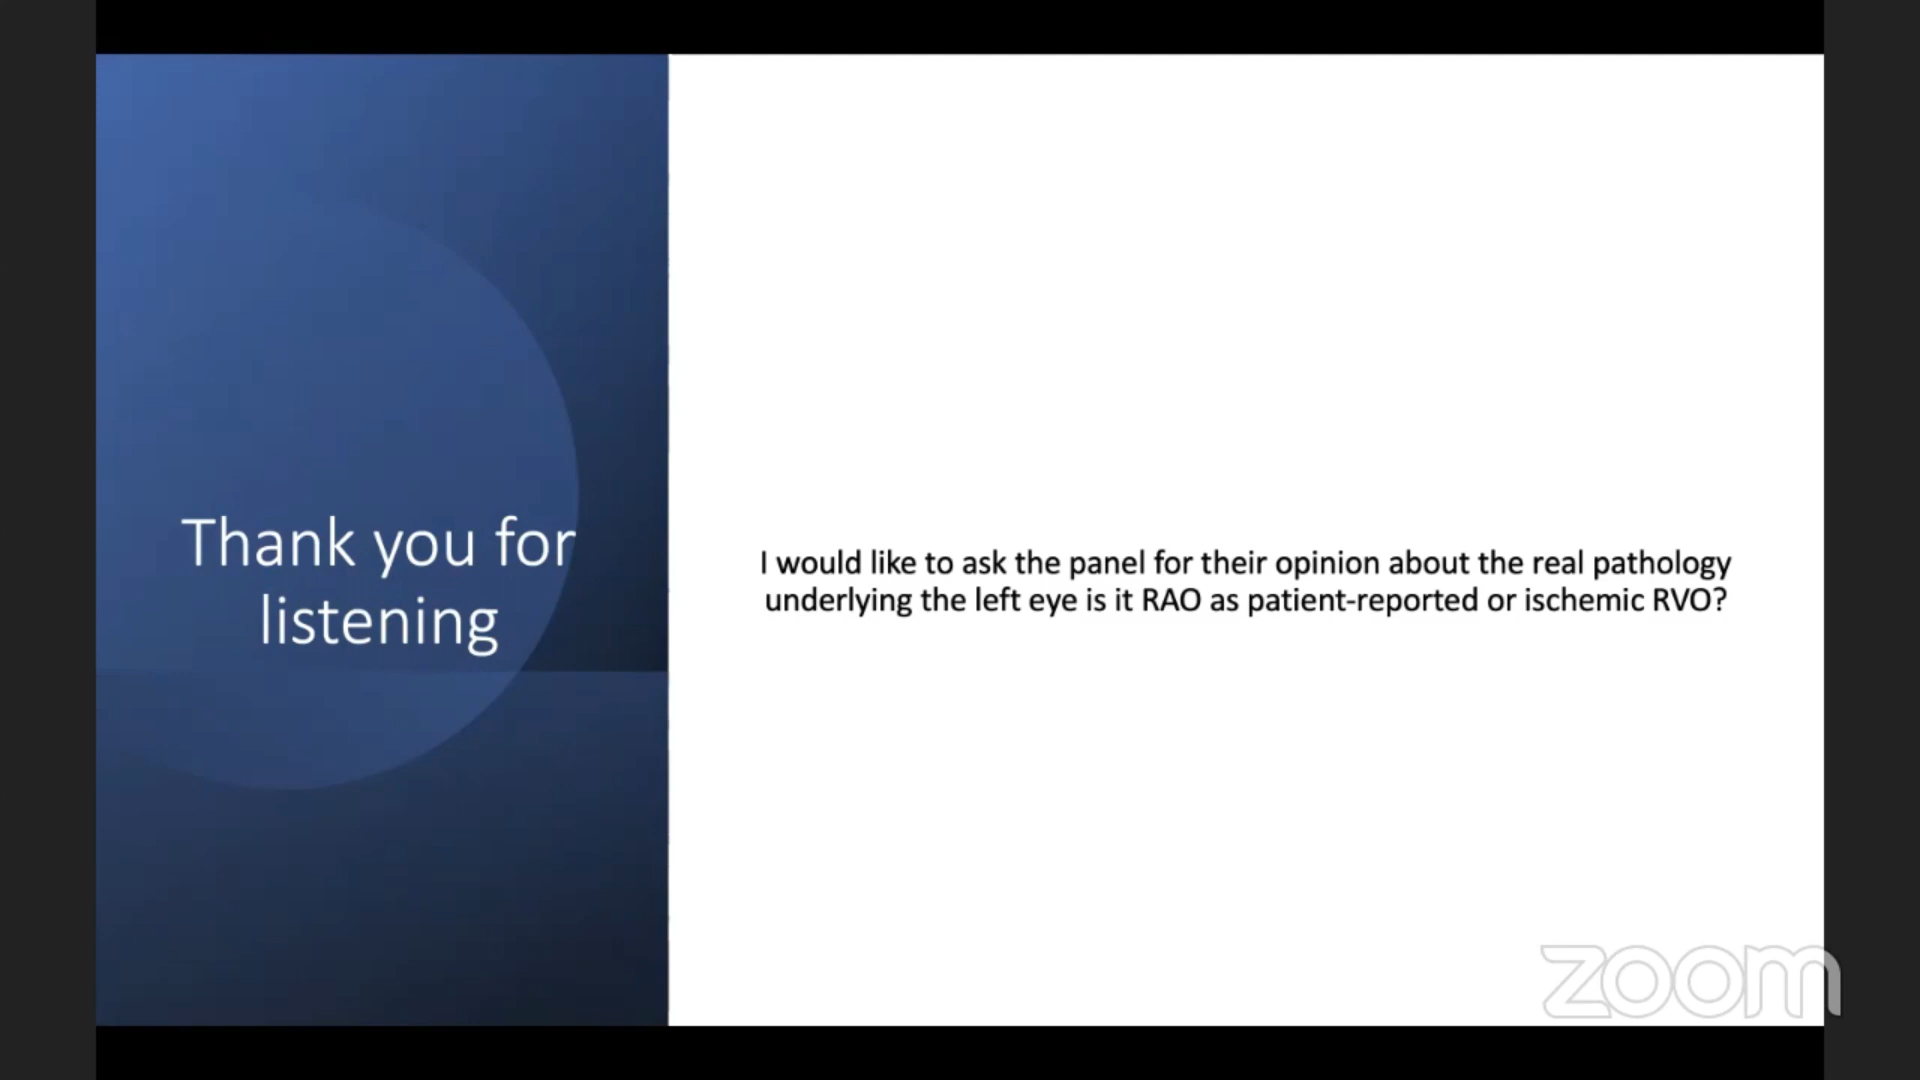 Thank you for
listening
I would like to ask the panel for their opinion about the real pathology
underlying the left eye is it RAO as patient-reported or ischemic RVO?
zoom